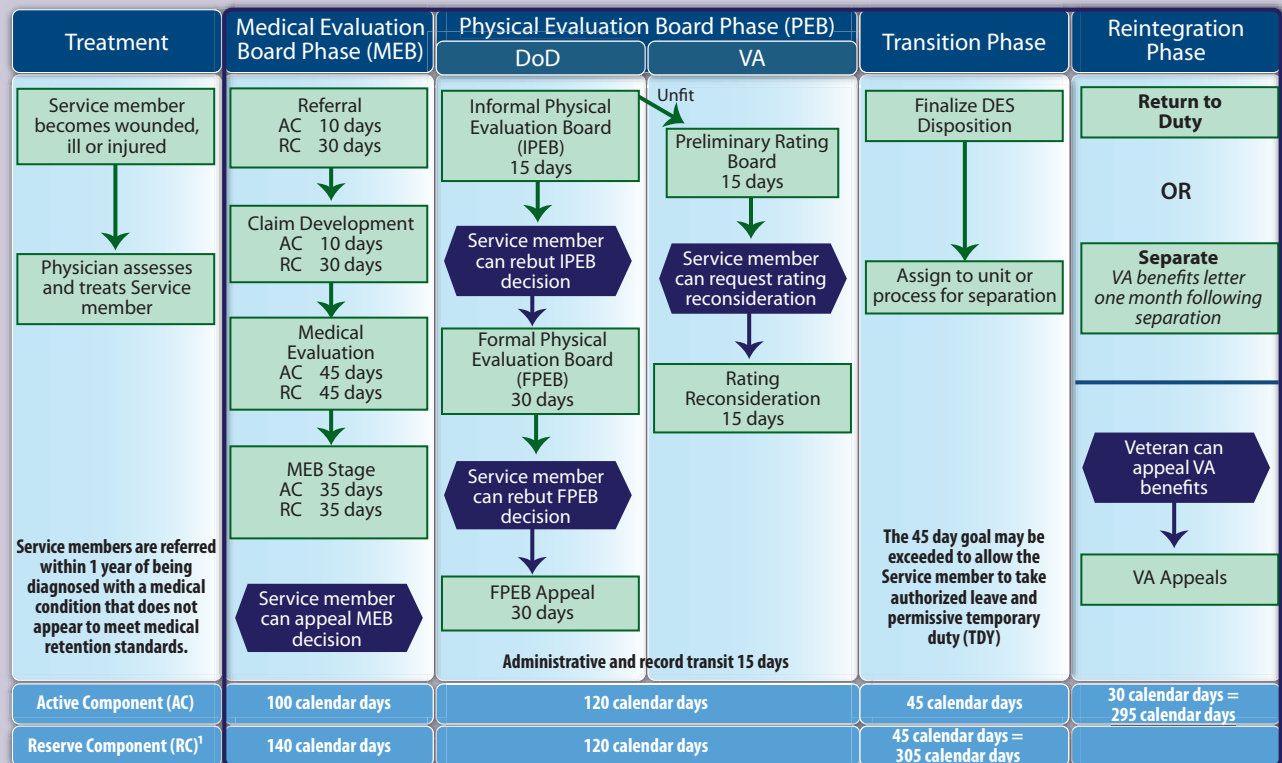 Treatment
Medical Evaluation
Board Phase (MEB)
Physical Evaluation Board Phase (PEB)
DoD
VA
Transition Phase
Reintegration
Phase
Service member
becomes wounded,
ill or injured
Physician assesses
and treats Service
member
Service members are referred
within 1 year of being
diagnosed with a medical
condition that does not
appear to meet medical
retention standards.
Referral
AC 10 days
RC 30 days
Claim Development
AC 10 days
RC 30 days
Medical
Evaluation
AC 45 days
RC 45 days
MEB Stage
AC 35 days
RC 35 days
Service member
can appeal MEB
decision
Informal Physical
Evaluation Board
(IPEB)
15 days
Service member
can rebut IPEB
decision
Formal Physical
Evaluation Board
(FPEB)
30 days
Service member
can rebut FPEB
decision
FPEB Appeal
30 days
Unfit
Preliminary Rating
Board
15 days
Service member
can request rating
reconsideration
Rating
Reconsideration
15 days
Administrative and record transit 15 days
Finalize DES
Disposition
Assign to unit or
process for separation
The 45 day goal may be
exceeded to allow the
Service member to take
authorized leave and
permissive temporary
duty (TDY)
Return to
Duty
OR
Separate
VA benefits letter
one month following
separation
Veteran can
appeal VA
benefits
VA Appeals
Active Component (AC)
100 calendar days
120 calendar days
45 calendar days
30 calendar days =
295 calendar days
Reserve Component (RC)¹
140 calendar days
120 calendar days
45 calendar days =
305 calendar days